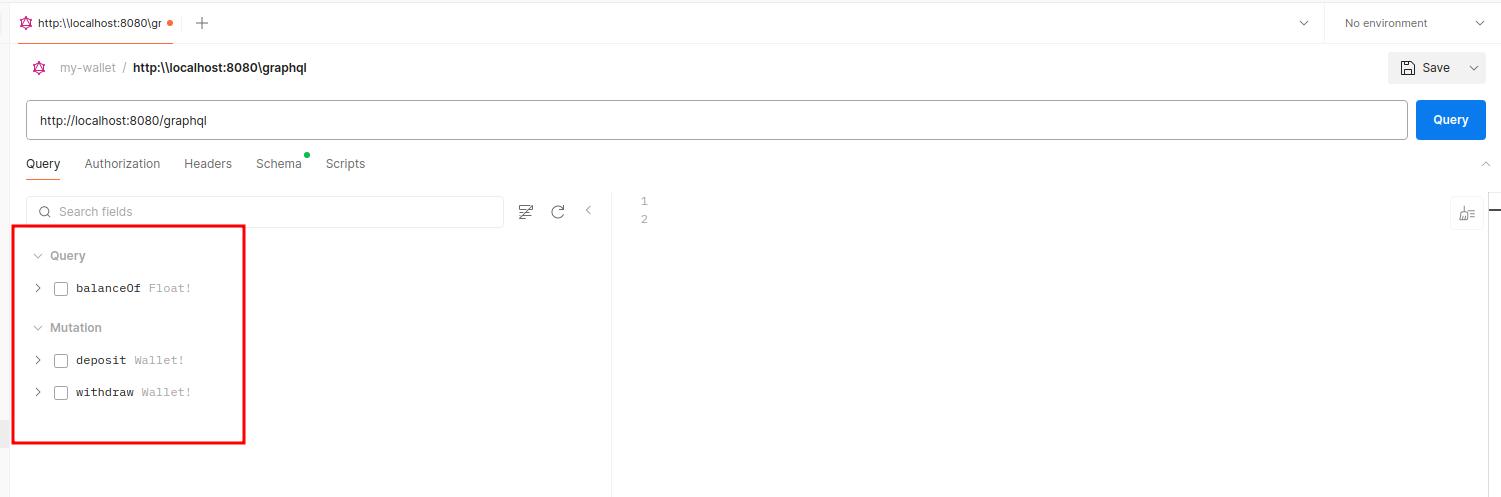 http:\\localhost:8080\gr
No environment
my-wallet / http:\\localhost:8080\graphql
Save
http://localhost:8080/graphql
Query
Query Authorization Headers Schema Scripts
Search fields
1
2
Query
balanceOf Float!
Mutation
deposit Wallet!
withdraw Wallet!